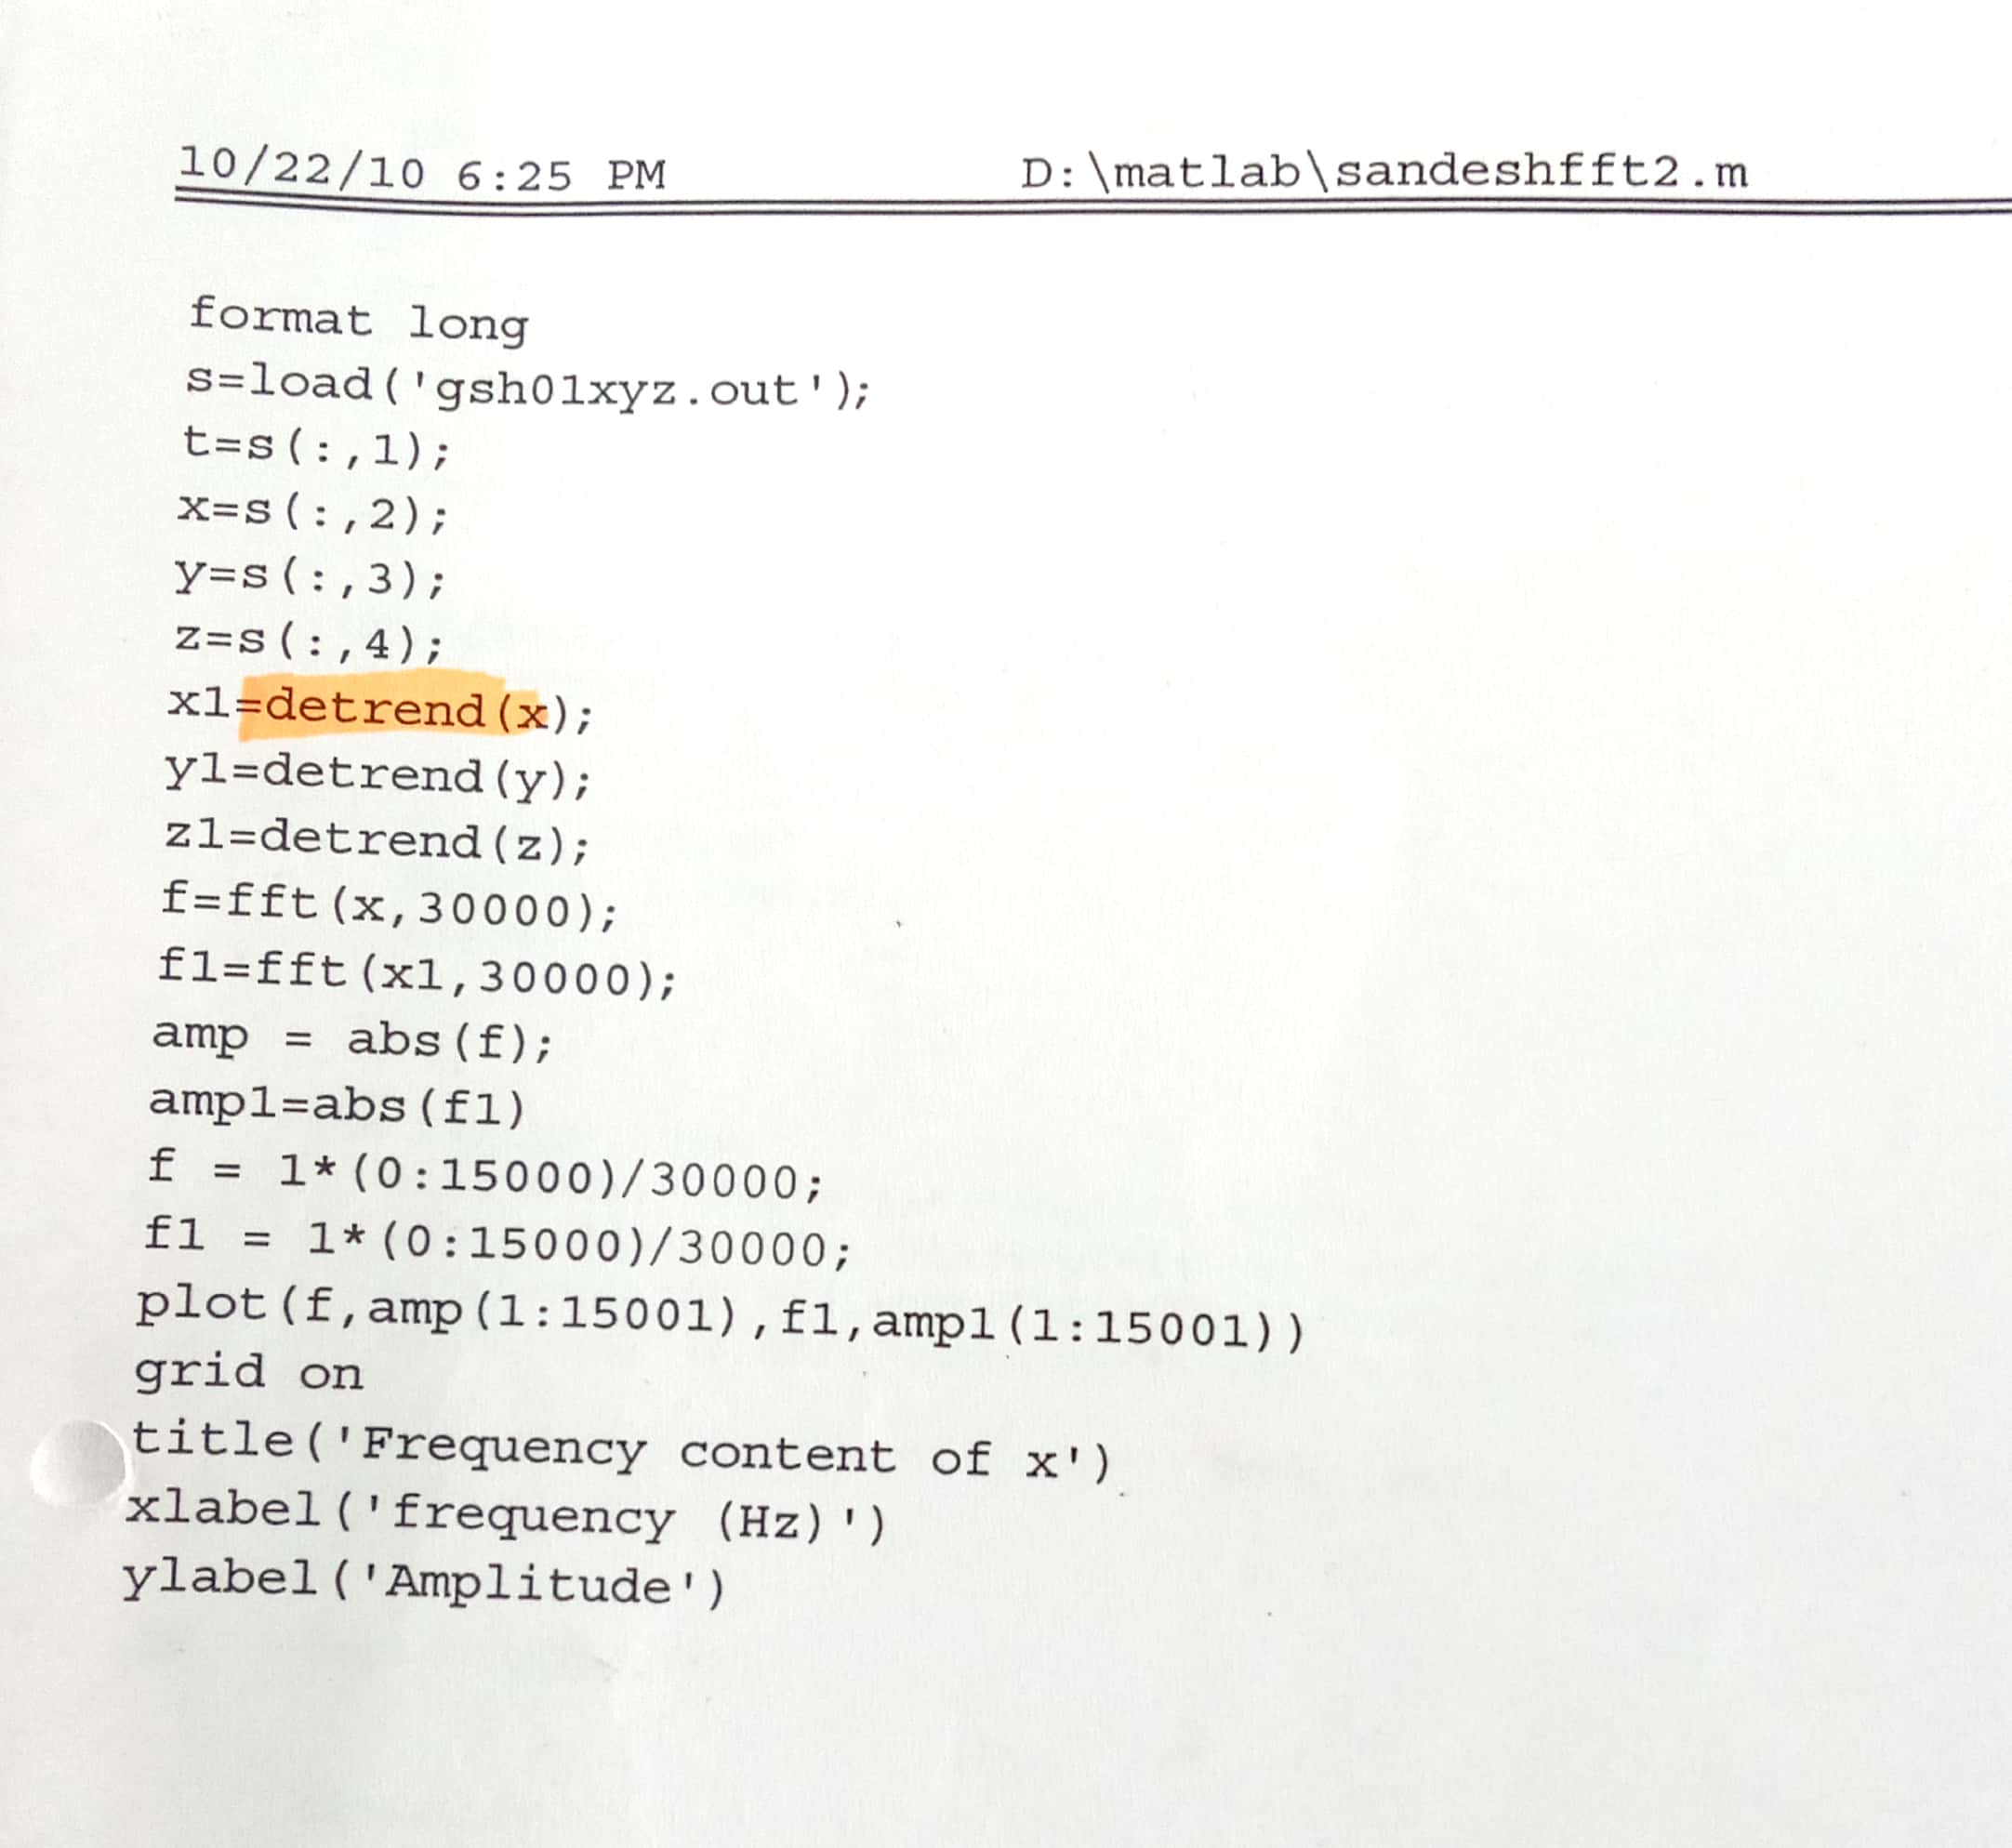 10/22/10 6:25 PM D:\matlab\sandeshfft2.m
format long
s=load('gsh01xyz.out');
t=s(:,1);
x=s(:,2);
y=s(:,3);
z=s(:,4);
x1=detrend(x);
y1=detrend(y);
z1=detrend(z);
f=fft(x,30000);
f1=fft(x1,30000);
amp = abs(f);
amp1=abs(f1)
f = 1*(0:15000)/30000;
f1 = 1*(0:15000)/30000;
plot(f,amp(1:15001),f1,amp1(1:15001))
grid on
title('Frequency content of x')
xlabel('frequency (Hz)')
ylabel('Amplitude')